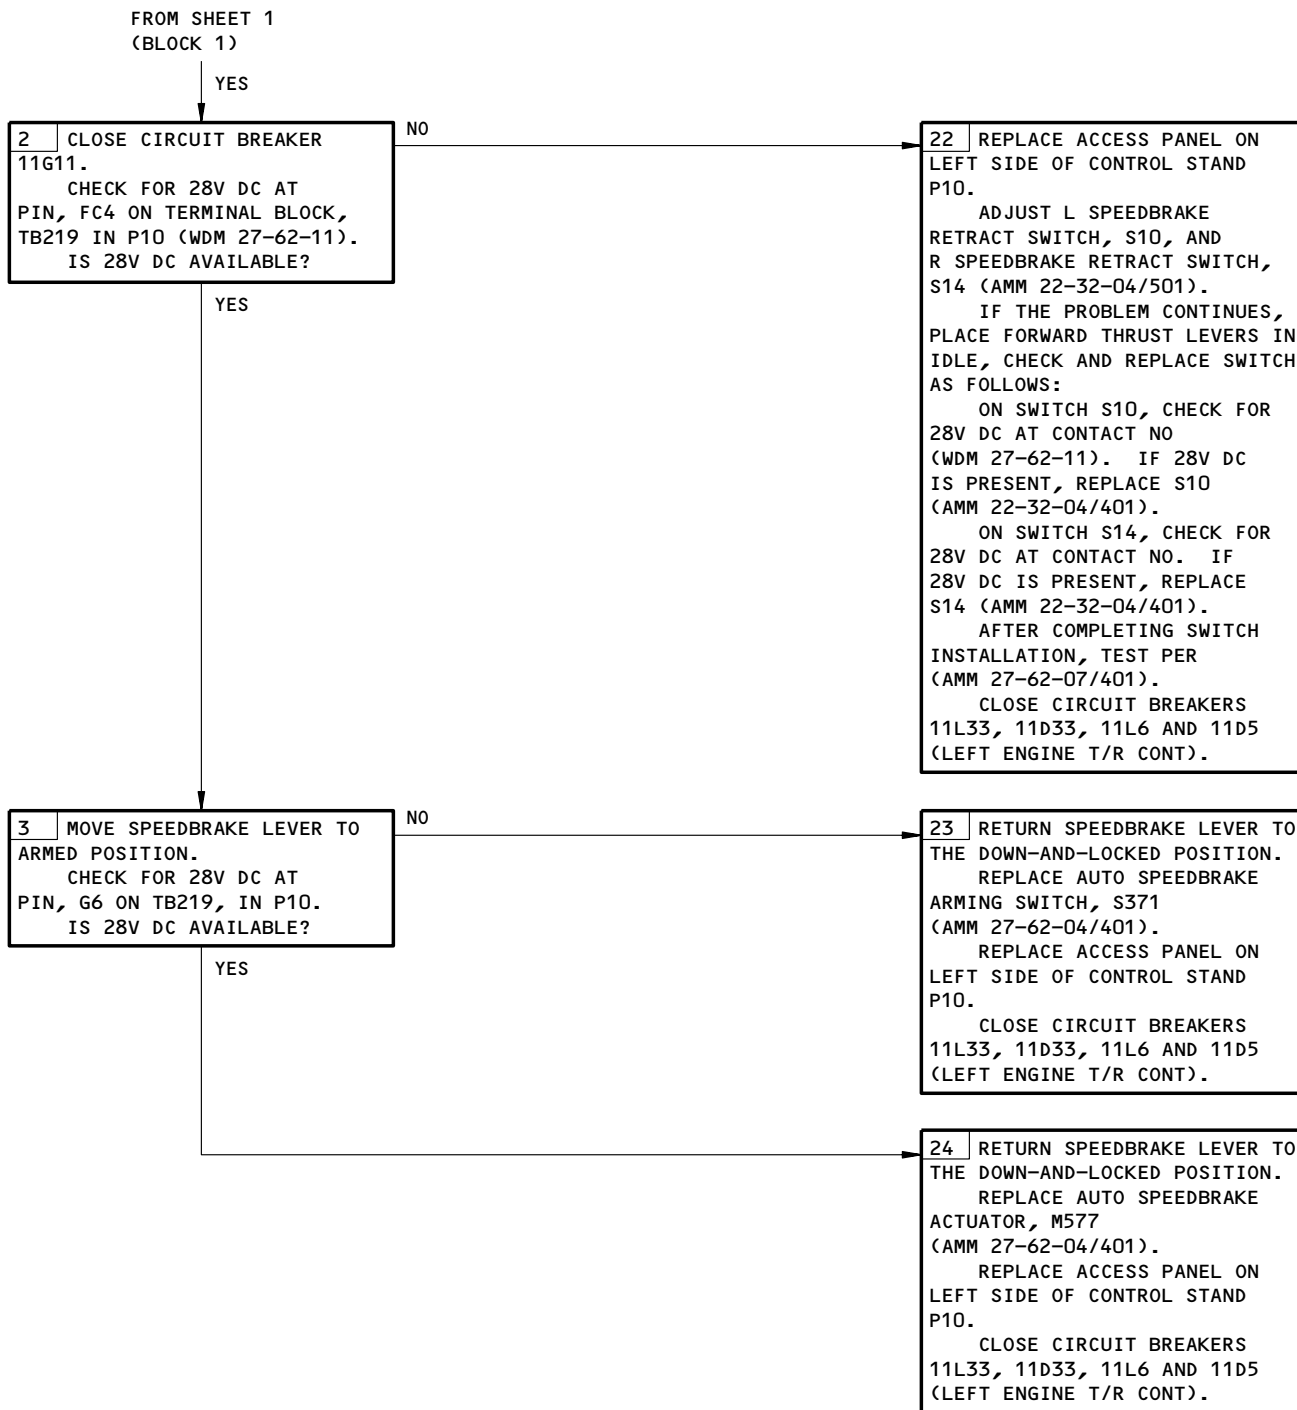 FROM SHEET 1
(BLOCK 1)
YES
2 CLOSE CIRCUIT BREAKER
11G11.
CHECK FOR 28V DC AT
PIN, FC4 ON TERMINAL BLOCK,
TB219 IN P10 (WDM 27-62-11).
IS 28V DC AVAILABLE?
NO
22 REPLACE ACCESS PANEL ON
LEFT SIDE OF CONTROL STAND
P10.
ADJUST L SPEEDBRAKE
RETRACT SWITCH, S10, AND
R SPEEDBRAKE RETRACT SWITCH,
S14 (AMM 22-32-04/501).
IF THE PROBLEM CONTINUES,
PLACE FORWARD THRUST LEVERS IN
IDLE, CHECK AND REPLACE SWITCH
AS FOLLOWS:
ON SWITCH S10, CHECK FOR
28V DC AT CONTACT NO
(WDM 27-62-11). IF 28V DC
IS PRESENT, REPLACE S10
(AMM 22-32-04/401).
ON SWITCH S14, CHECK FOR
28V DC AT CONTACT NO. IF
28V DC IS PRESENT, REPLACE
S14 (AMM 22-32-04/401).
AFTER COMPLETING SWITCH
INSTALLATION, TEST PER
(AMM 27-62-07/401).
CLOSE CIRCUIT BREAKERS
11L33, 11D33, 11L6 AND 11D5
(LEFT ENGINE T/R CONT).
YES
3 MOVE SPEEDBRAKE LEVER TO
ARMED POSITION.
CHECK FOR 28V DC AT
PIN, G6 ON TB219, IN P10.
IS 28V DC AVAILABLE?
NO
23 RETURN SPEEDBRAKE LEVER TO
THE DOWN-AND-LOCKED POSITION.
REPLACE AUTO SPEEDBRAKE
ARMING SWITCH, S371
(AMM 27-62-04/401).
REPLACE ACCESS PANEL ON
LEFT SIDE OF CONTROL STAND
P10.
CLOSE CIRCUIT BREAKERS
11L33, 11D33, 11L6 AND 11D5
(LEFT ENGINE T/R CONT).
YES
24 RETURN SPEEDBRAKE LEVER TO
THE DOWN-AND-LOCKED POSITION.
REPLACE AUTO SPEEDBRAKE
ACTUATOR, M577
(AMM 27-62-04/401).
REPLACE ACCESS PANEL ON
LEFT SIDE OF CONTROL STAND
P10.
CLOSE CIRCUIT BREAKERS
11L33, 11D33, 11L6 AND 11D5
(LEFT ENGINE T/R CONT).